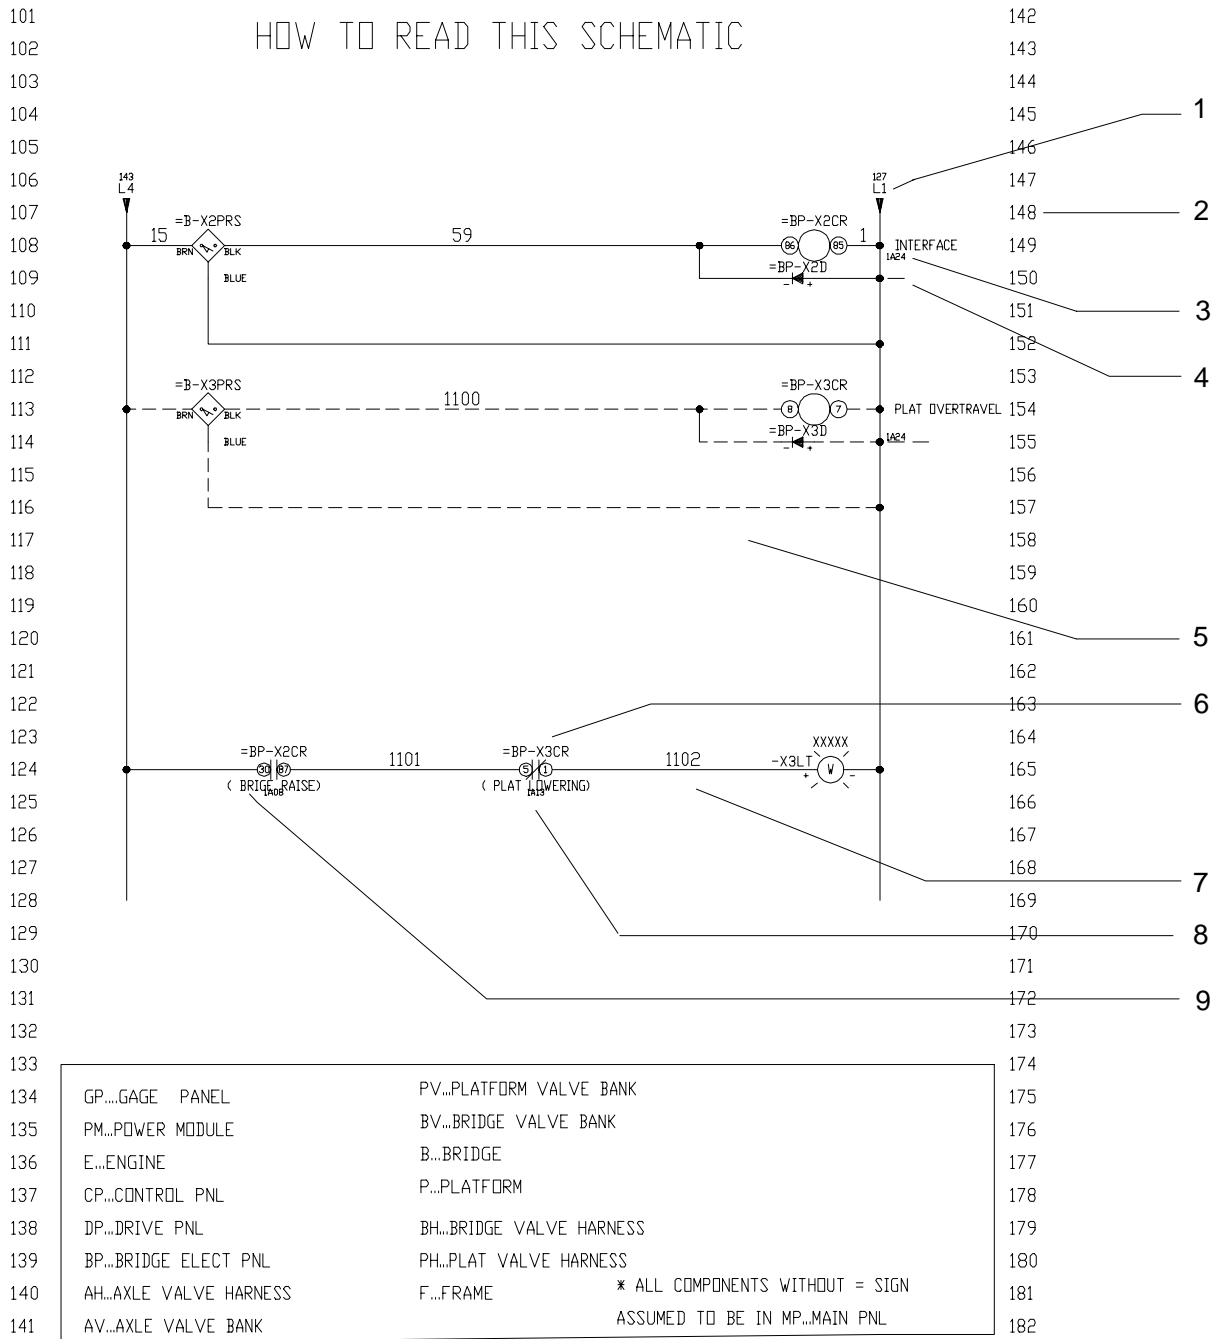 HOW TO READ THIS SCHEMATIC
101 142
102 143
103 144
104 145 1
105 146
106 147
143 127
L4 L1
107 148 2
=B-X2PRS =BP-X2CR
108 15 59 86 85 1 INTERFACE 149
BRN BLK 1A24
=BP-X2D
109 BLUE - + 150
110 151 3
111 152
112 153 4
=B-X3PRS =BP-X3CR
113 1100 8 7 PLAT OVERTRAVEL 154
BRN BLK
=BP-X3D 1A24
114 BLUE - + 155
115 156
116 157
117 158
118 159
119 160
120 161 5
121 162
122 163 6
123 164
=BP-X2CR =BP-X3CR XXXXX
124 30 87 1101 5 1 1102 -X3LT + W - 165
( BRIGE RAISE) ( PLAT LOWERING)
1A08 1A13
125 166
126 167
127 168
128 169 7
129 170 8
130 171
131 172 9
132 173
133 174
134 GP...GAGE PANEL PV...PLATFORM VALVE BANK 175
135 PM...POWER MODULE BV...BRIDGE VALVE BANK 176
136 E...ENGINE B...BRIDGE 177
137 CP...CONTROL PNL P...PLATFORM 178
138 DP...DRIVE PNL BH...BRIDGE VALVE HARNESS 179
139 BP...BRIDGE ELECT PNL PH...PLAT VALVE HARNESS 180
140 AH...AXLE VALVE HARNESS F...FRAME * ALL COMPONENTS WITHOUT = SIGN 181
141 AV...AXLE VALVE BANK ASSUMED TO BE IN MP...MAIN PNL 182